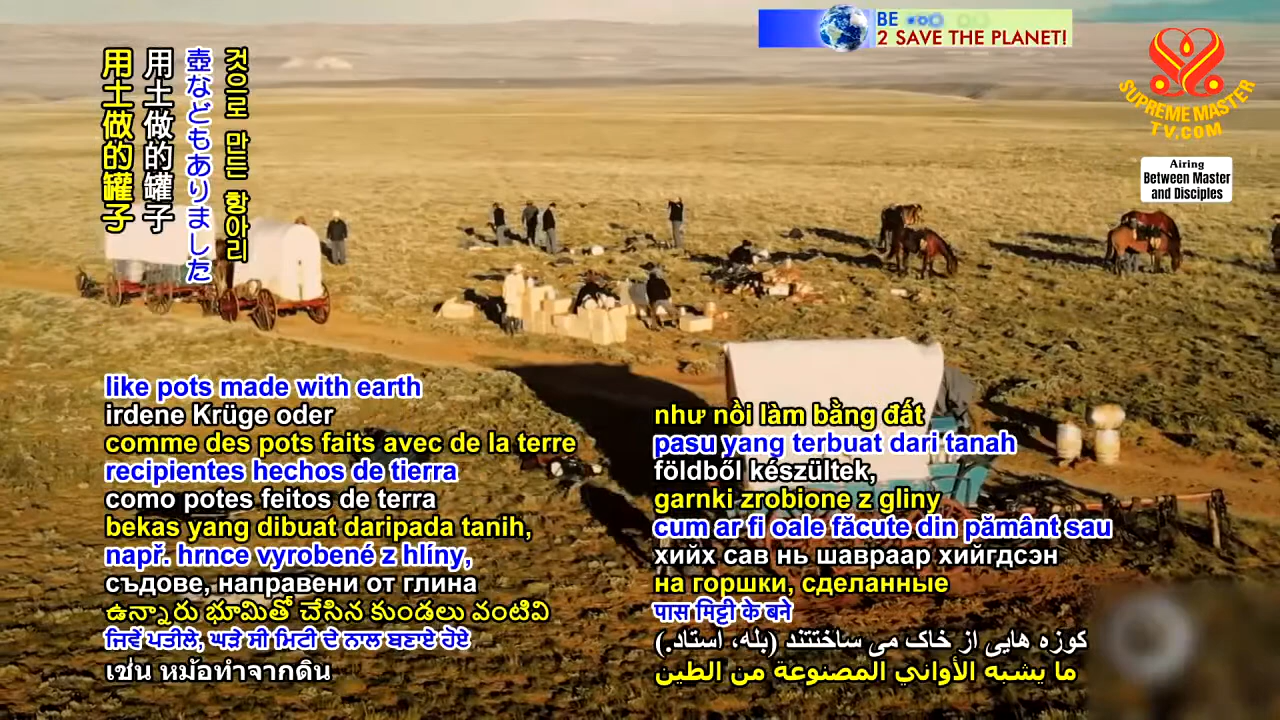 BE
2 SAVE THE PLANET!
SUPREME MASTER
TV.COM
Airing
Between Master
and Disciples
用土做的罐子
用土做的罐子
壺などもありました
것으로 만든 항아리
like pots made with earth
irdene Krüge oder
comme des pots faits avec de la terre
recipientes hechos de tierra
como potes feitos de terra
bekas yang dibuat daripada tanih,
např. hrnce vyrobené z hlíny,
съдове, направени от глина
ఉన్నారు భూమితో చేసిన కుండలు వంటివి
ਜਿਵੇਂ ਪਤੀਲੇ, ਘੜੇ ਸੀ ਮਿਟੀ ਦੇ ਨਾਲ ਬਣਾਏ ਹੋਏ
เช่น หม้อทำจากดิน
như nồi làm bằng đất
pasu yang terbuat dari tanah
földből készültek,
garnki zrobione z gliny
cum ar fi oale făcute din pământ sau
хийх сав нь шавраар хийгдсэн
на горшки, сделанные
पास मिट्टी के बने
کوزه هایی از خاک می ساختتند (بله، استاد.)
ما يشبه الأواني المصنوعة من الطين